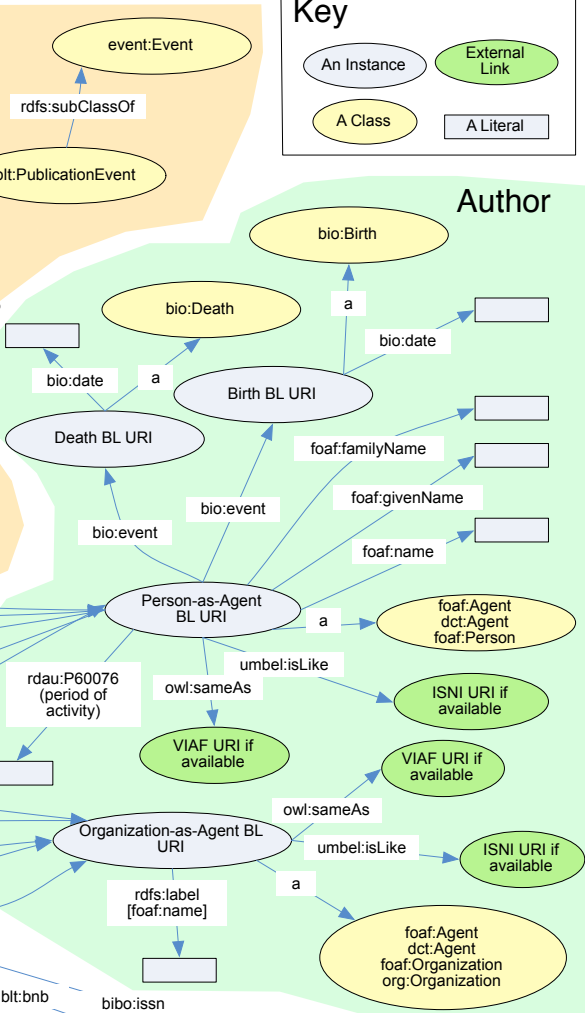 Key
An Instance
External
Link
A Class
A Literal
event:Event
rdfs:subClassOf
blt:PublicationEvent
Author
bio:Birth
a
bio:date
bio:Death
bio:date
a
Birth BL URI
Death BL URI
foaf:familyName
foaf:givenName
foaf:name
bio:event
bio:event
Person-as-Agent
BL URI
a
foaf:Agent
dct:Agent
foaf:Person
umbel:isLike
ISNI URI if
available
owl:sameAs
VIAF URI if
available
rdau:P60076
(period of
activity)
VIAF URI if
available
owl:sameAs
Organization-as-Agent BL
URI
umbel:isLike
ISNI URI if
available
a
rdfs:label
[foaf:name]
foaf:Agent
dct:Agent
foaf:Organization
org:Organization
blt:bnb
bibo:issn